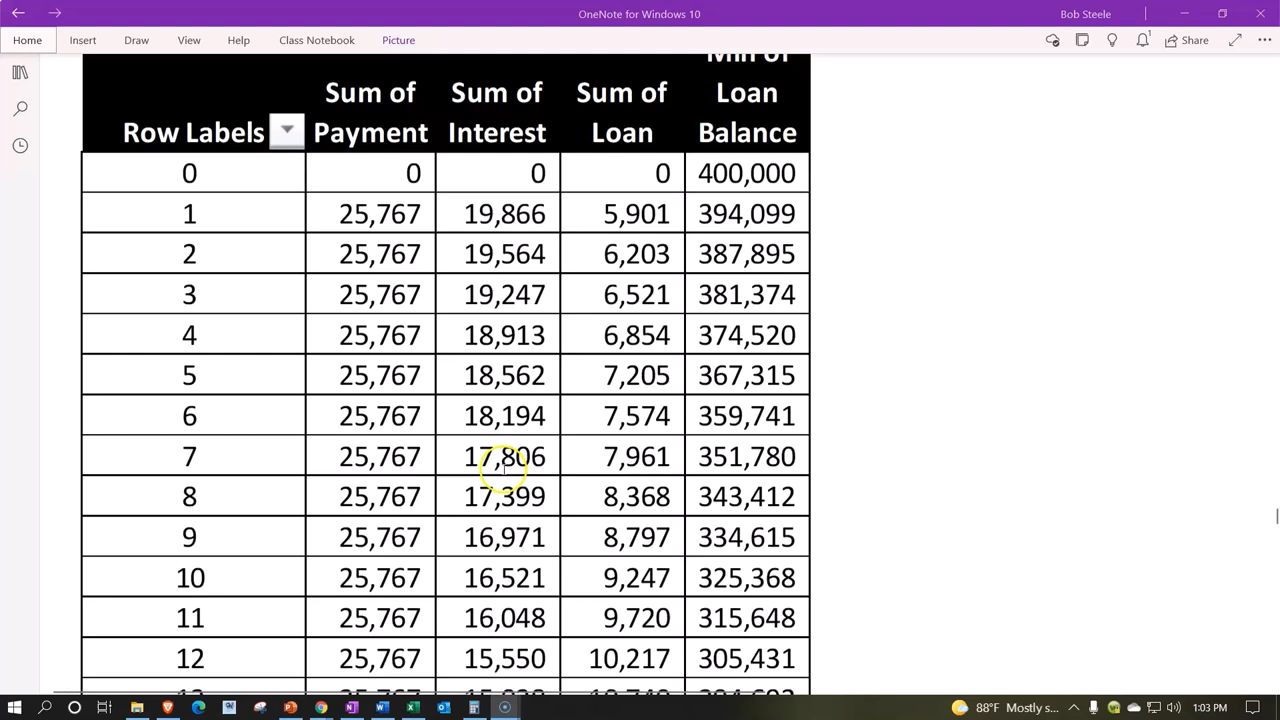 OneNote for Windows 10
Bob Steele
Home Insert Draw View Help Class Notebook Picture Share
Min of
Sum of Sum of Sum of Loan
Row Labels Payment Interest Loan Balance
0 0 0 0 400,000
1 25,767 19,866 5,901 394,099
2 25,767 19,564 6,203 387,895
3 25,767 19,247 6,521 381,374
4 25,767 18,913 6,854 374,520
5 25,767 18,562 7,205 367,315
6 25,767 18,194 7,574 359,741
7 25,767 17,806 7,961 351,780
8 25,767 17,399 8,368 343,412
9 25,767 16,971 8,797 334,615
10 25,767 16,521 9,247 325,368
11 25,767 16,048 9,720 315,648
12 25,767 15,550 10,217 305,431
88°F Mostly s... 1:03 PM